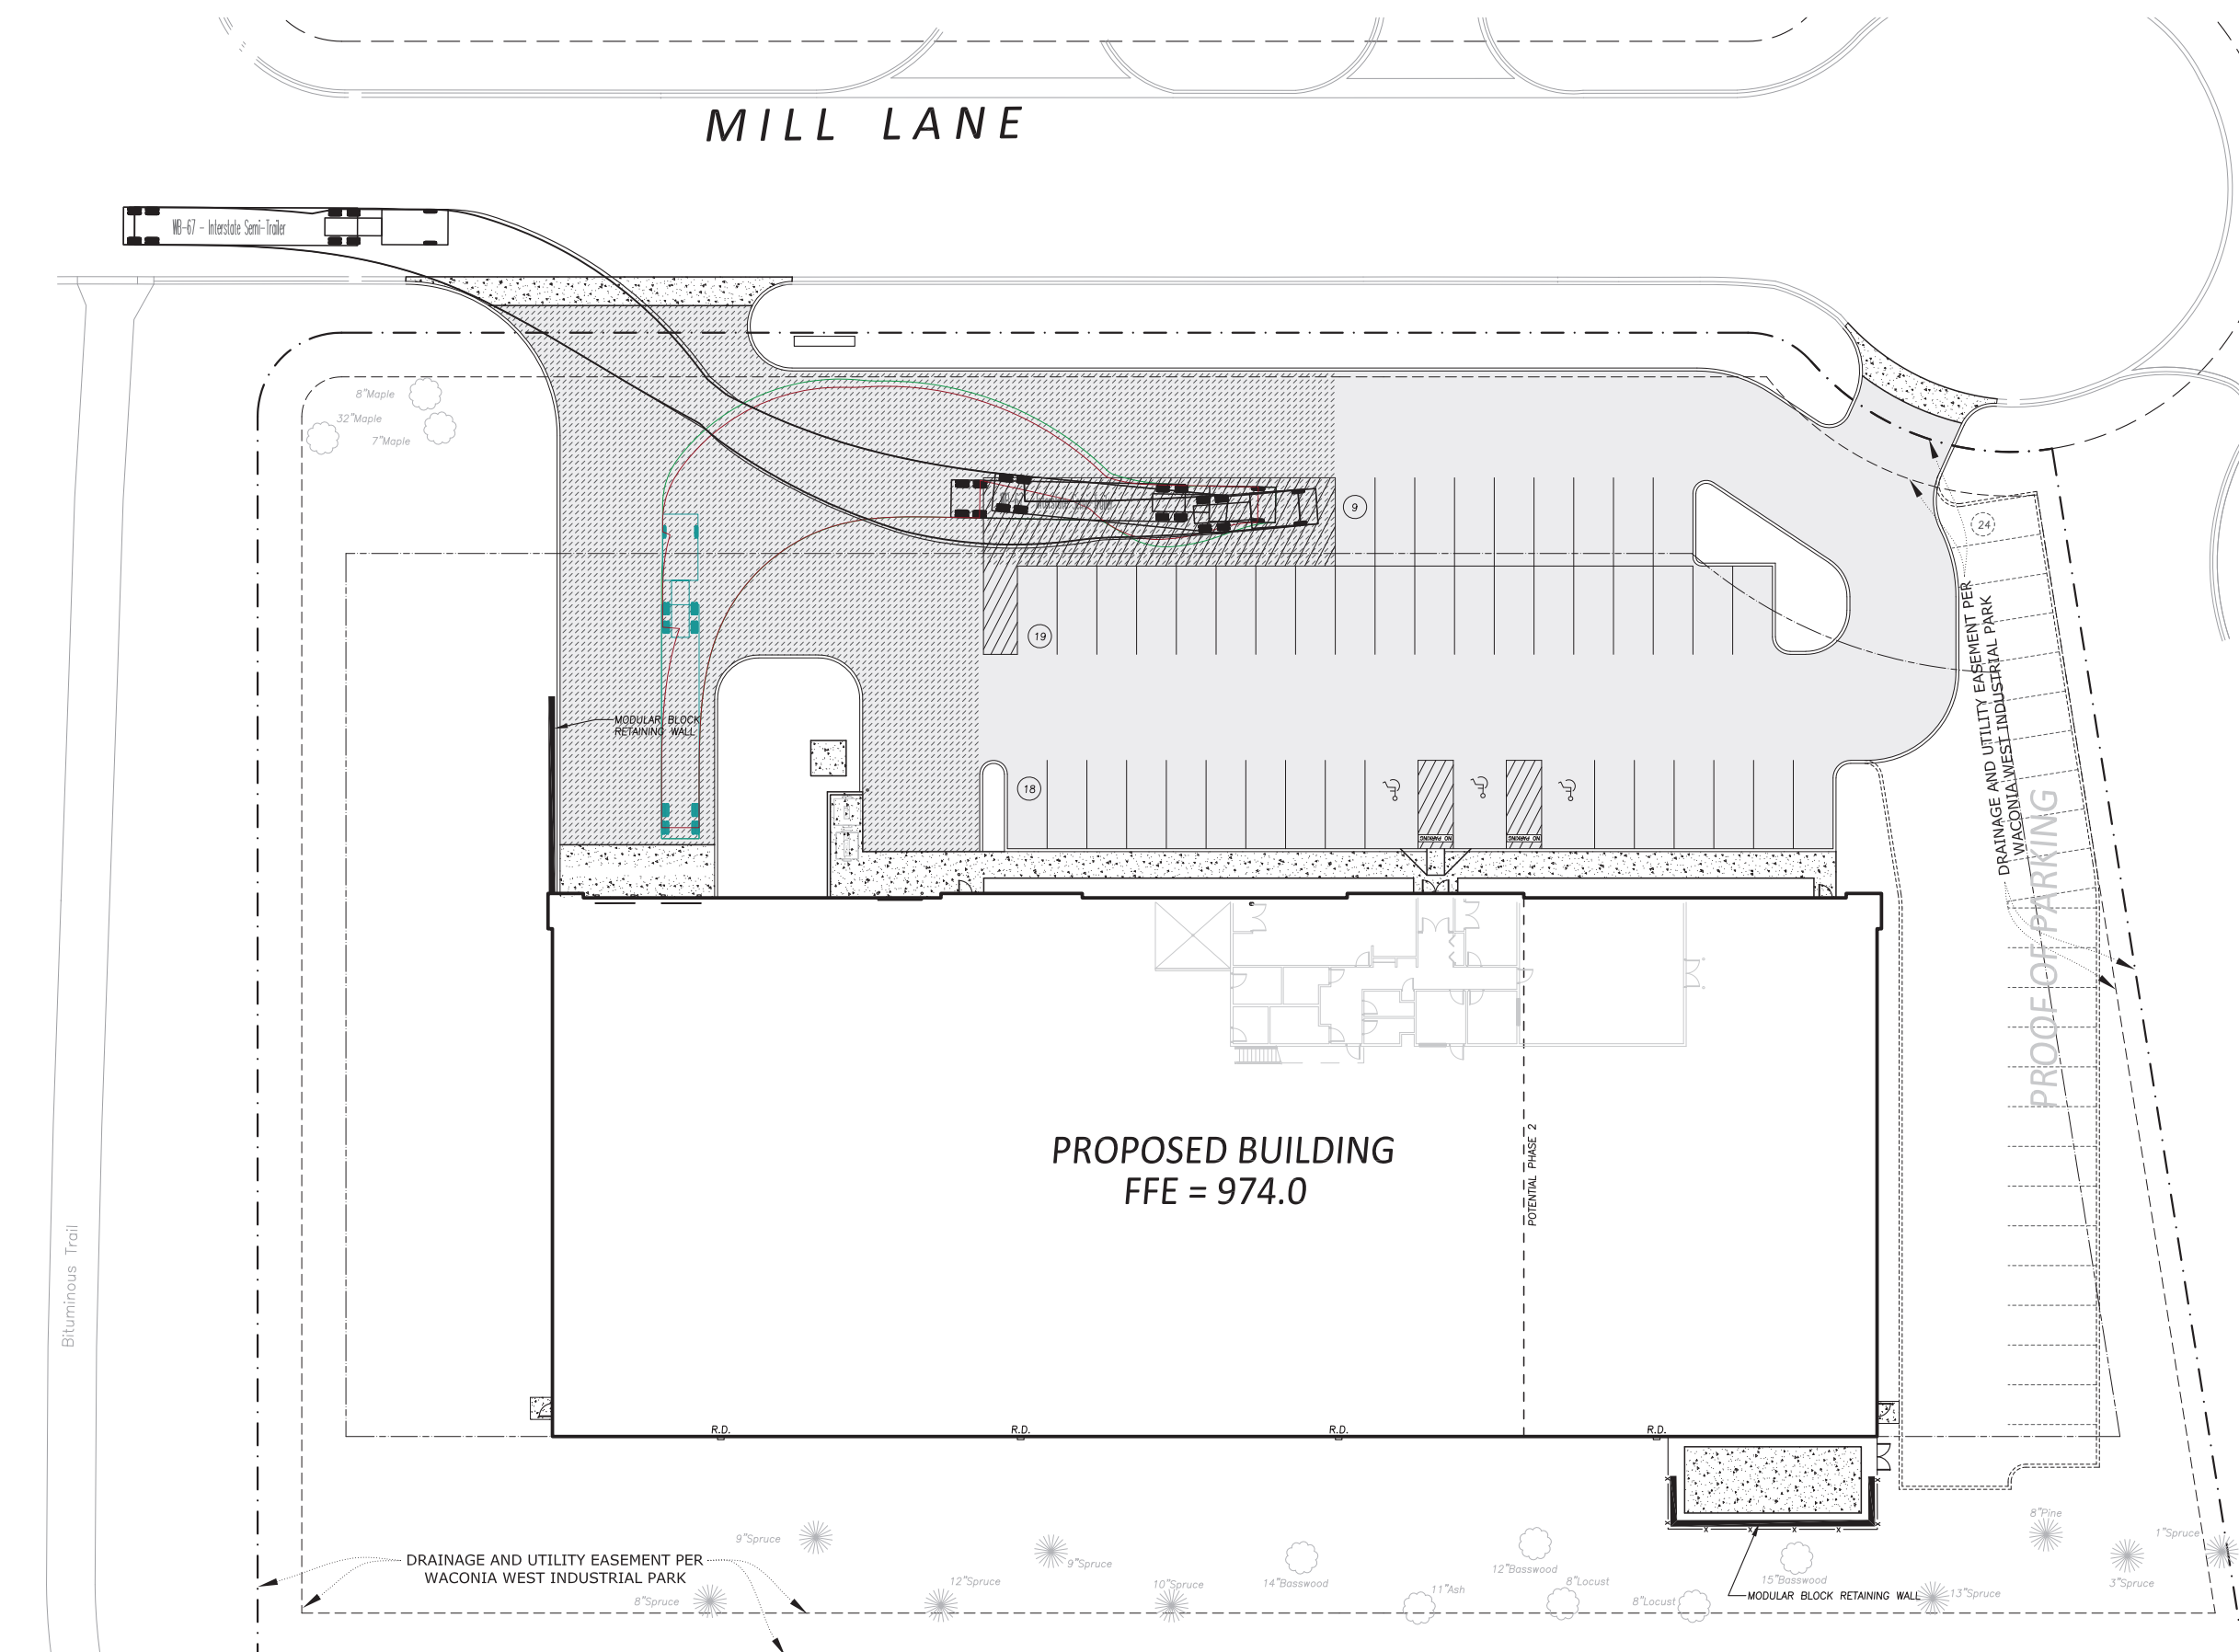 MILL LANE
WB-67 - Interstate Semi-Trailer
8"Maple
32"Maple
7"Maple
9
24
19
MODULAR BLOCK
RETAINING WALL
18
NO PARKING
NO PARKING
DRAINAGE AND UTILITY EASEMENT PER
WACONIA WEST INDUSTRIAL PARK
PROOF OF PARKING
PROPOSED BUILDING
FFE = 974.0
POTENTIAL PHASE 2
Bituminous Trail
R.D.
R.D.
R.D.
R.D.
8"Pine
1"Spruce
9"Spruce
9"Spruce
12"Basswood
DRAINAGE AND UTILITY EASEMENT PER
WACONIA WEST INDUSTRIAL PARK
12"Spruce
10"Spruce
14"Basswood
11"Ash
8"Locust
15"Basswood
3"Spruce
8"Spruce
8"Locust
MODULAR BLOCK RETAINING WALL
13"Spruce